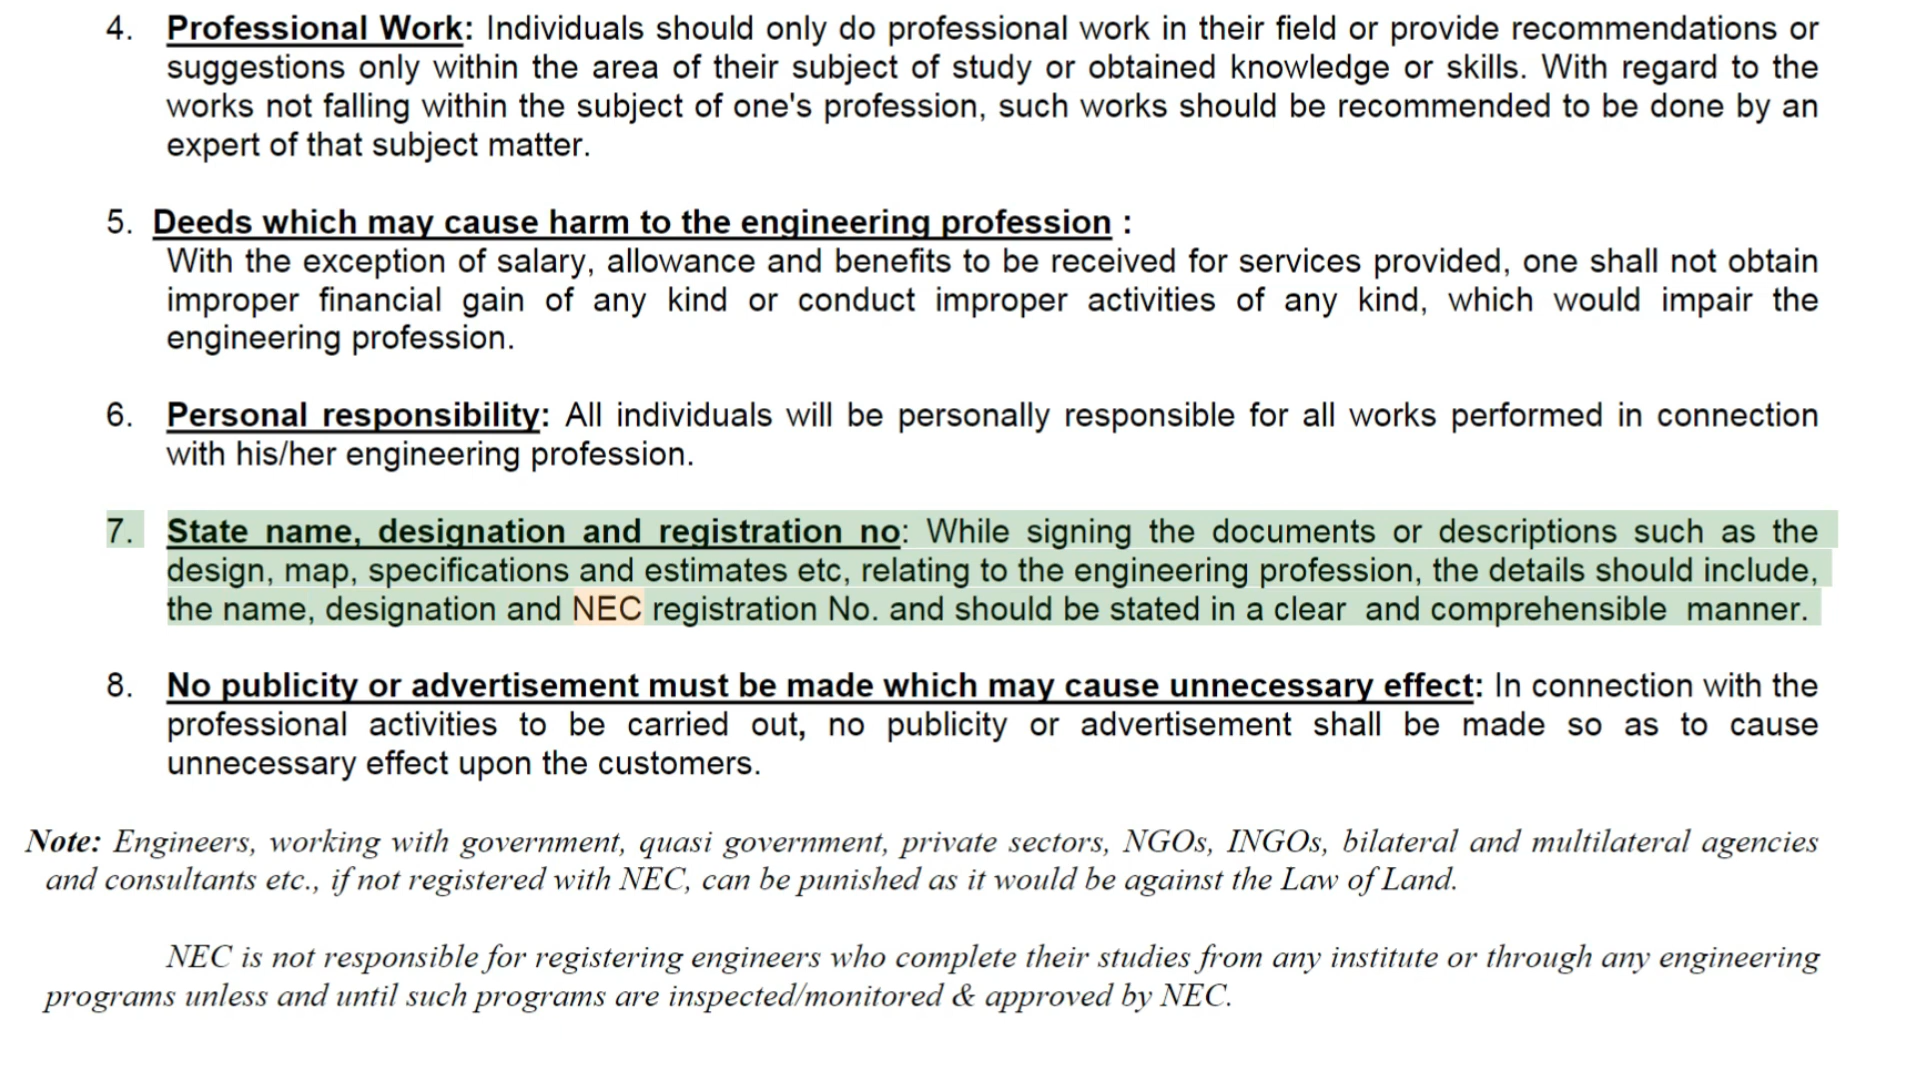 4. Professional Work: Individuals should only do professional work in their field or provide recommendations or
suggestions only within the area of their subject of study or obtained knowledge or skills. With regard to the
works not falling within the subject of one's profession, such works should be recommended to be done by an
expert of that subject matter.
5. Deeds which may cause harm to the engineering profession :
With the exception of salary, allowance and benefits to be received for services provided, one shall not obtain
improper financial gain of any kind or conduct improper activities of any kind, which would impair the
engineering profession.
6. Personal responsibility: All individuals will be personally responsible for all works performed in connection
with his/her engineering profession.
7. State name, designation and registration no: While signing the documents or descriptions such as the
design, map, specifications and estimates etc, relating to the engineering profession, the details should include,
the name, designation and NEC registration No. and should be stated in a clear and comprehensible manner.
8. No publicity or advertisement must be made which may cause unnecessary effect: In connection with the
professional activities to be carried out, no publicity or advertisement shall be made so as to cause
unnecessary effect upon the customers.
Note: Engineers, working with government, quasi government, private sectors, NGOs, INGOs, bilateral and multilateral agencies
and consultants etc., if not registered with NEC, can be punished as it would be against the Law of Land.
NEC is not responsible for registering engineers who complete their studies from any institute or through any engineering
programs unless and until such programs are inspected/monitored & approved by NEC.